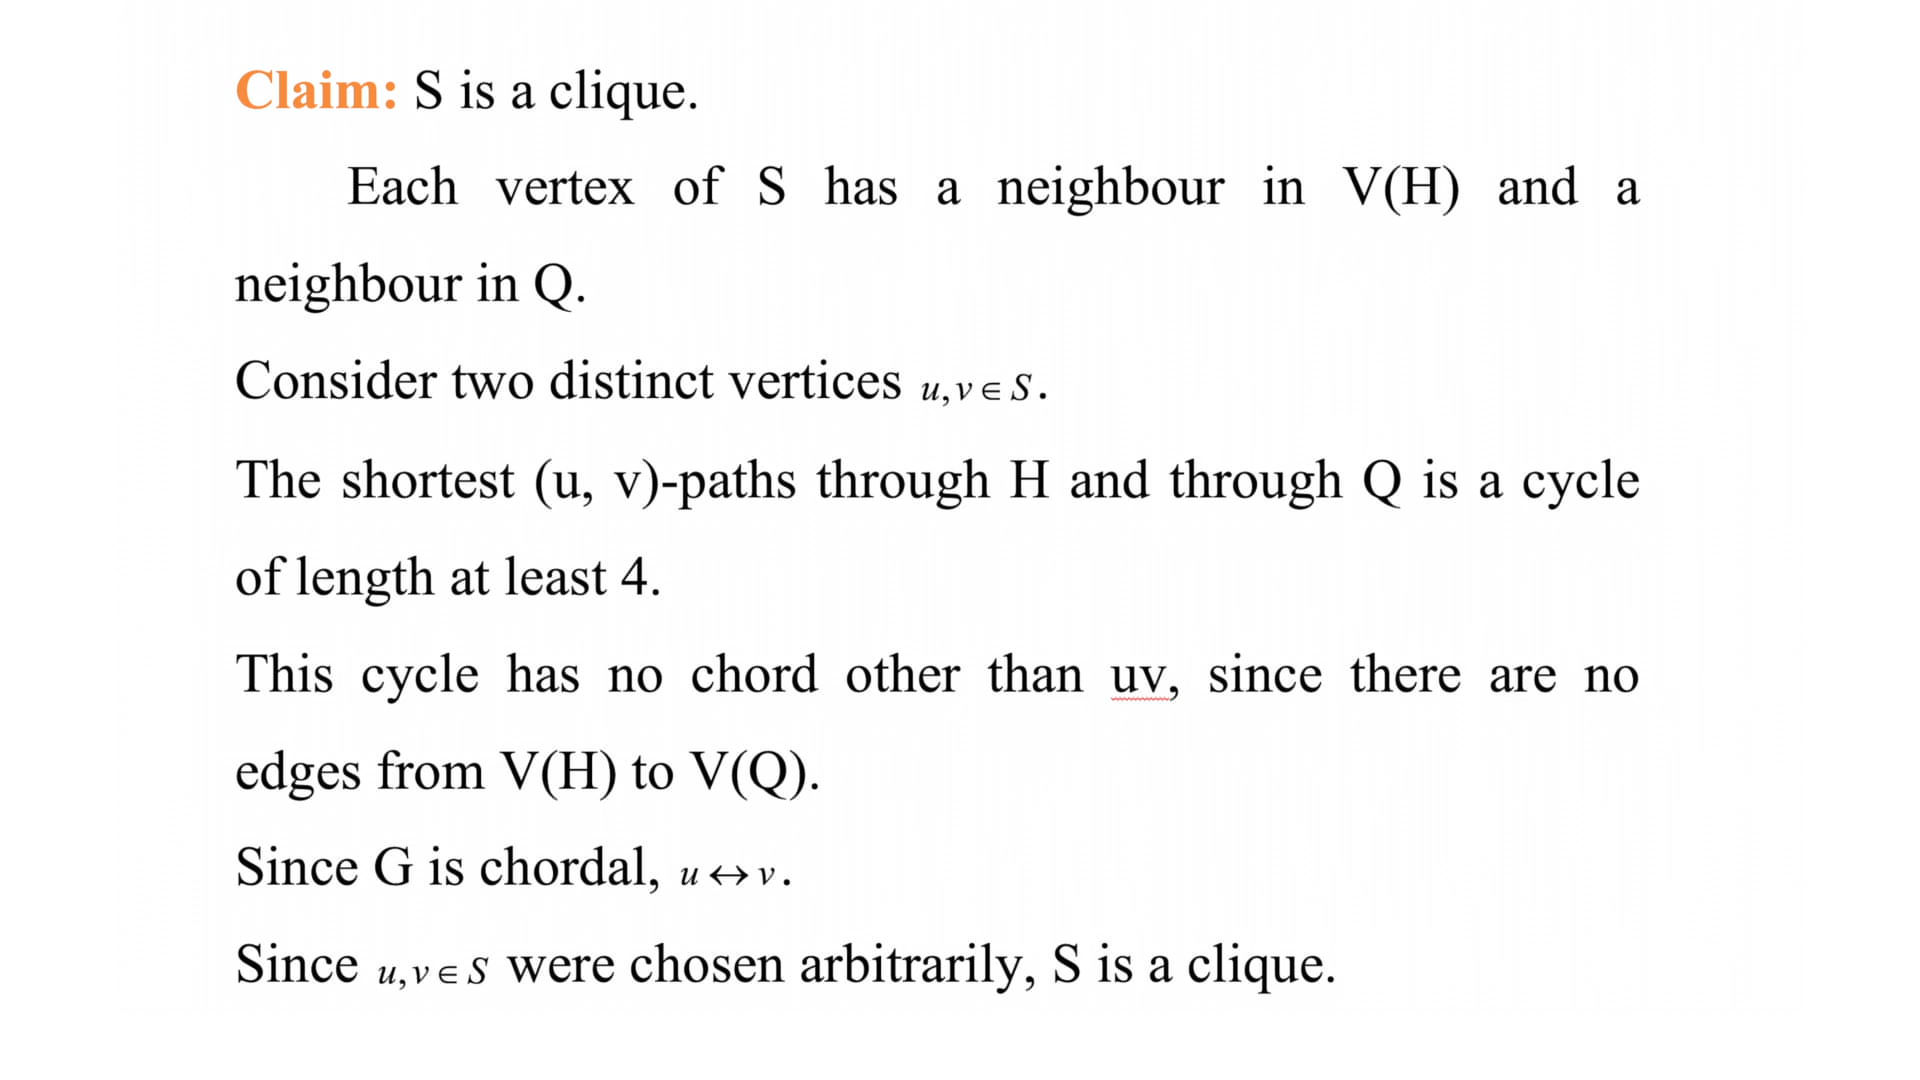 Claim: S is a clique.
Each vertex of S has a neighbour in V(H) and a
neighbour in Q.
Consider two distinct vertices u,v∈S.
The shortest (u, v)-paths through H and through Q is a cycle
of length at least 4.
This cycle has no chord other than uv, since there are no
edges from V(H) to V(Q).
Since G is chordal, u↔v.
Since u,v∈S were chosen arbitrarily, S is a clique.